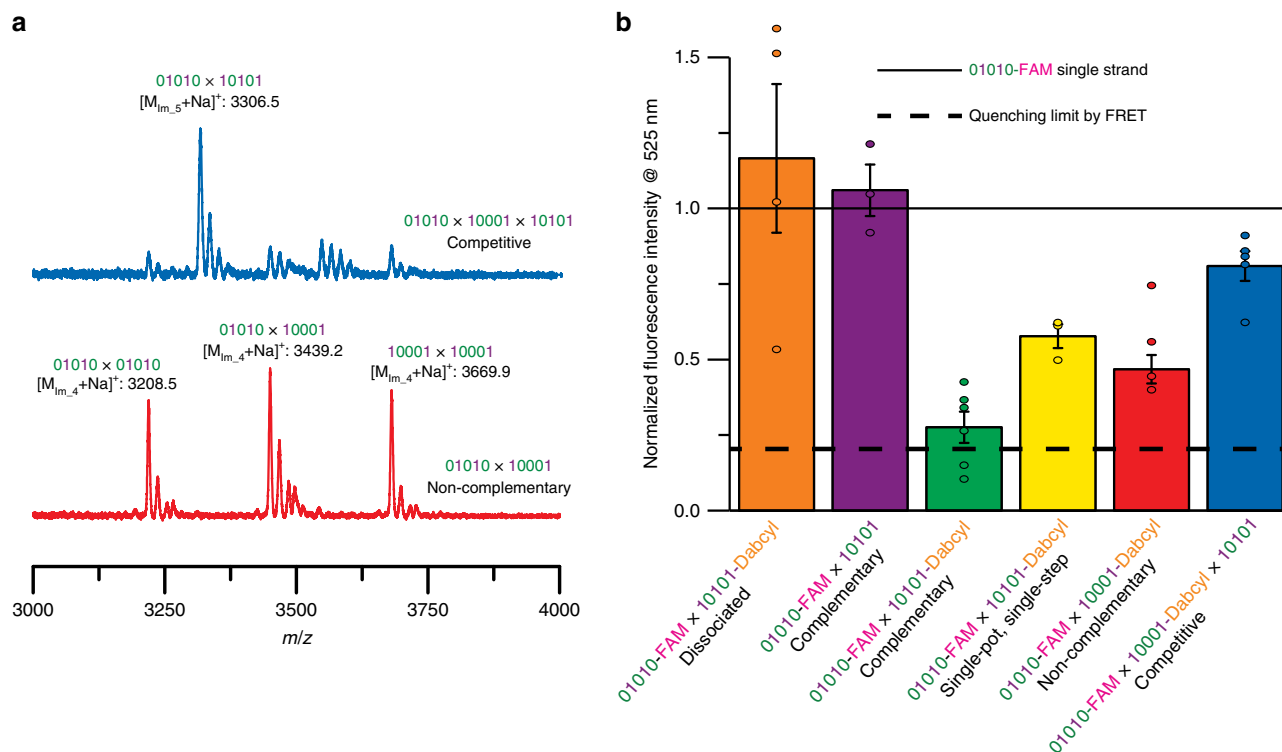 a
01010 × 10101
[M_Im_5+Na]⁺: 3306.5
01010 × 10001 × 10101
Competitive
01010 × 01010
[M_Im_4+Na]⁺: 3208.5
01010 × 10001
[M_Im_4+Na]⁺: 3439.2
10001 × 10001
[M_Im_4+Na]⁺: 3669.9
01010 × 10001
Non-complementary
3000 3250 3500 3750 4000
m/z
b
Normalized fluorescence intensity @ 525 nm
1.5
1.0
0.5
0.0
01010-FAM single strand
Quenching limit by FRET
01010-FAM × 10101-Dabcyl
Dissociated
01010-FAM × 10101
Complementary
01010-FAM × 10101-Dabcyl
Complementary
01010-FAM × 10101-Dabcyl
Single-pot, single-step
01010-FAM × 10001-Dabcyl
Non-complementary
01010-FAM × 10001-Dabcyl × 10101
Competitive